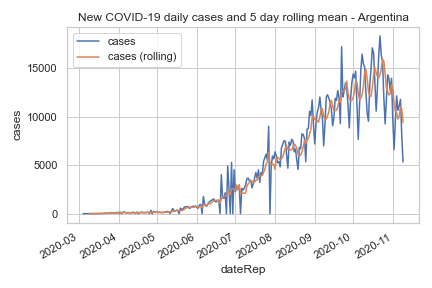 New COVID-19 daily cases and 5 day rolling mean - Argentina
cases
cases (rolling)
15000
10000
5000
0
cases
2020-03
2020-04
2020-05
2020-06
2020-07
2020-08
2020-09
2020-10
2020-11
dateRep